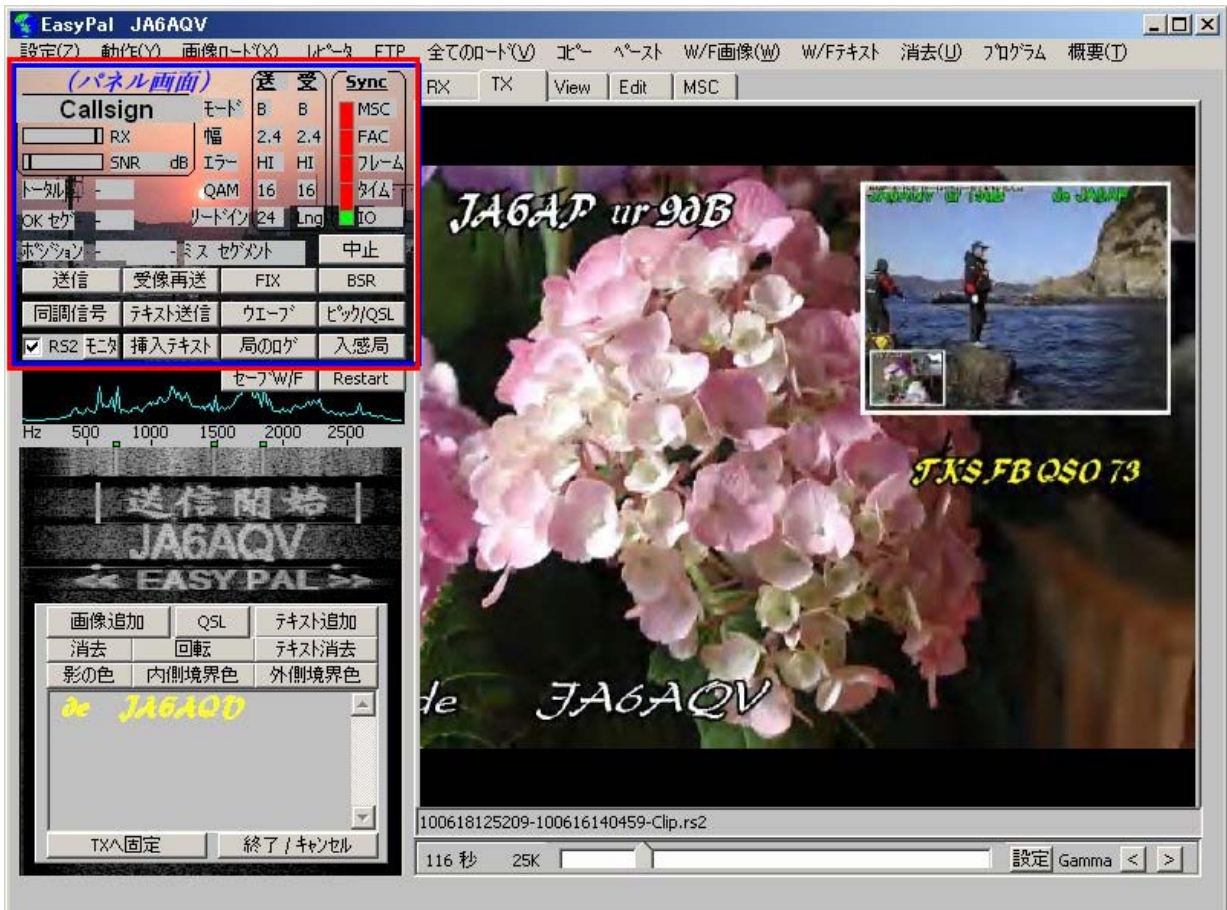 EasyPal JA6AQV
設定(Z) 動作(Y) 画像ﾛｰﾄﾞ(X) ﾚﾋﾟｰﾀ FTP 全てのﾛｰﾄﾞ(V) ｺﾋﾟｰ ﾍﾟｰｽﾄ W/F画像(W) W/Fﾃｷｽﾄ 消去(U) ﾌﾟﾛｸﾞﾗﾑ 概要(T)
(パネル画面) 送 受 Sync
Callsign ﾓｰﾄﾞ B B MSC
RX 幅 2.4 2.4 FAC
SNR dB ｴﾗｰ HI HI ﾌﾚｰﾑ
ﾄｰﾀﾙ - QAM 16 16 ﾀｲﾑ
OK ｾｸﾞ - ﾘｰﾄﾞｲﾝ 24 Lng IO
ﾎﾟｼﾞｼｮﾝ - - ﾐｽ ｾｸﾞﾒﾝﾄ 中止
送信 受像再送 FIX BSR
同調信号 ﾃｷｽﾄ送信 ｳｴｰﾌﾞ ﾋﾟｯｸ/QSL
RS2 ﾓﾆﾀ 挿入ﾃｷｽﾄ 局のﾛｸﾞ 入感局
ｾｰﾌﾞW/F Restart
Hz 500 1000 1500 2000 2500
送信開始
JA6AQV
<< EASY PAL >>
画像追加 QSL ﾃｷｽﾄ追加
消去 回転 ﾃｷｽﾄ消去
影の色 内側境界色 外側境界色
de JA6AQV
TXへ固定 終了 / ｷｬﾝｾﾙ
RX TX View Edit MSC
JA6AP ur 9dB
de JA6AP
TKS FB QSO 73
de JA6AQV
100618125209-100616140459-Clip.rs2
116 秒 25K 設定 Gamma < >